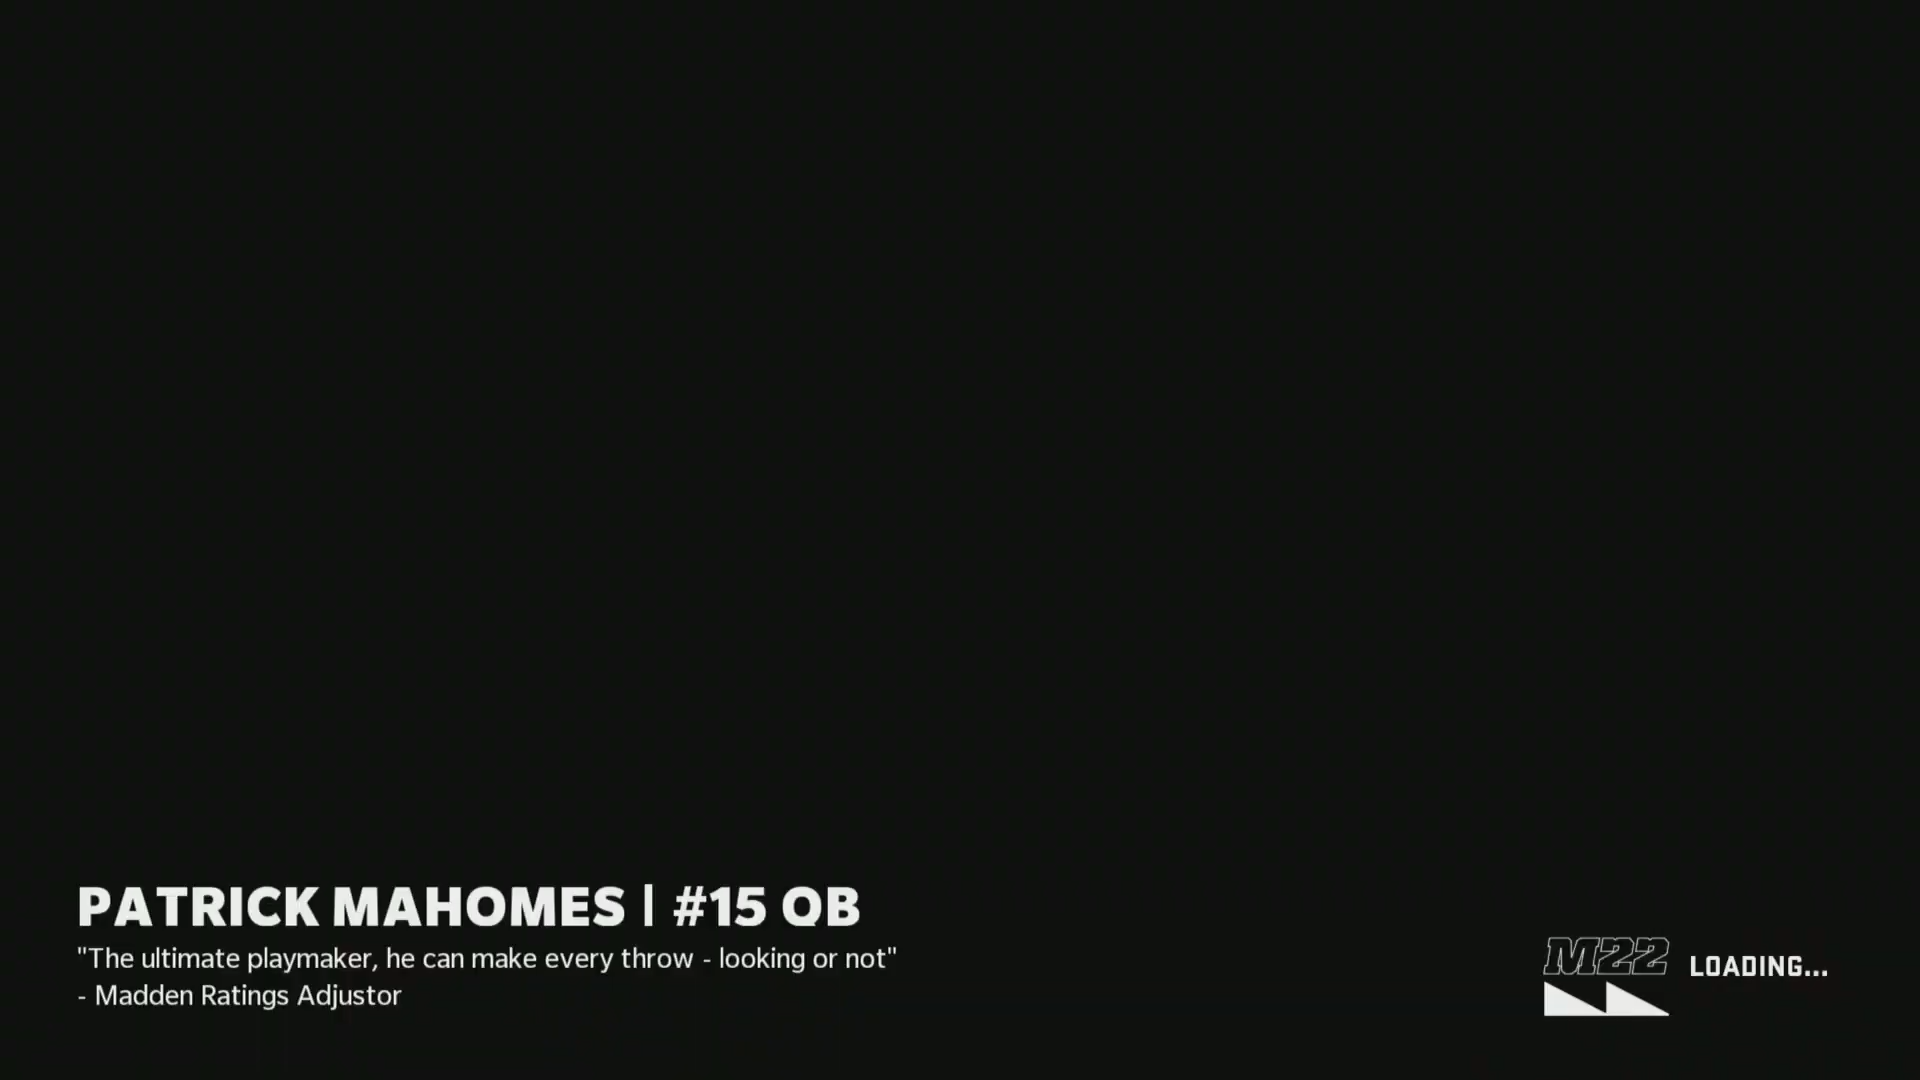 PATRICK MAHOMES | #15 QB
"The ultimate playmaker, he can make every throw - looking or not"
- Madden Ratings Adjustor
M22
LOADING...